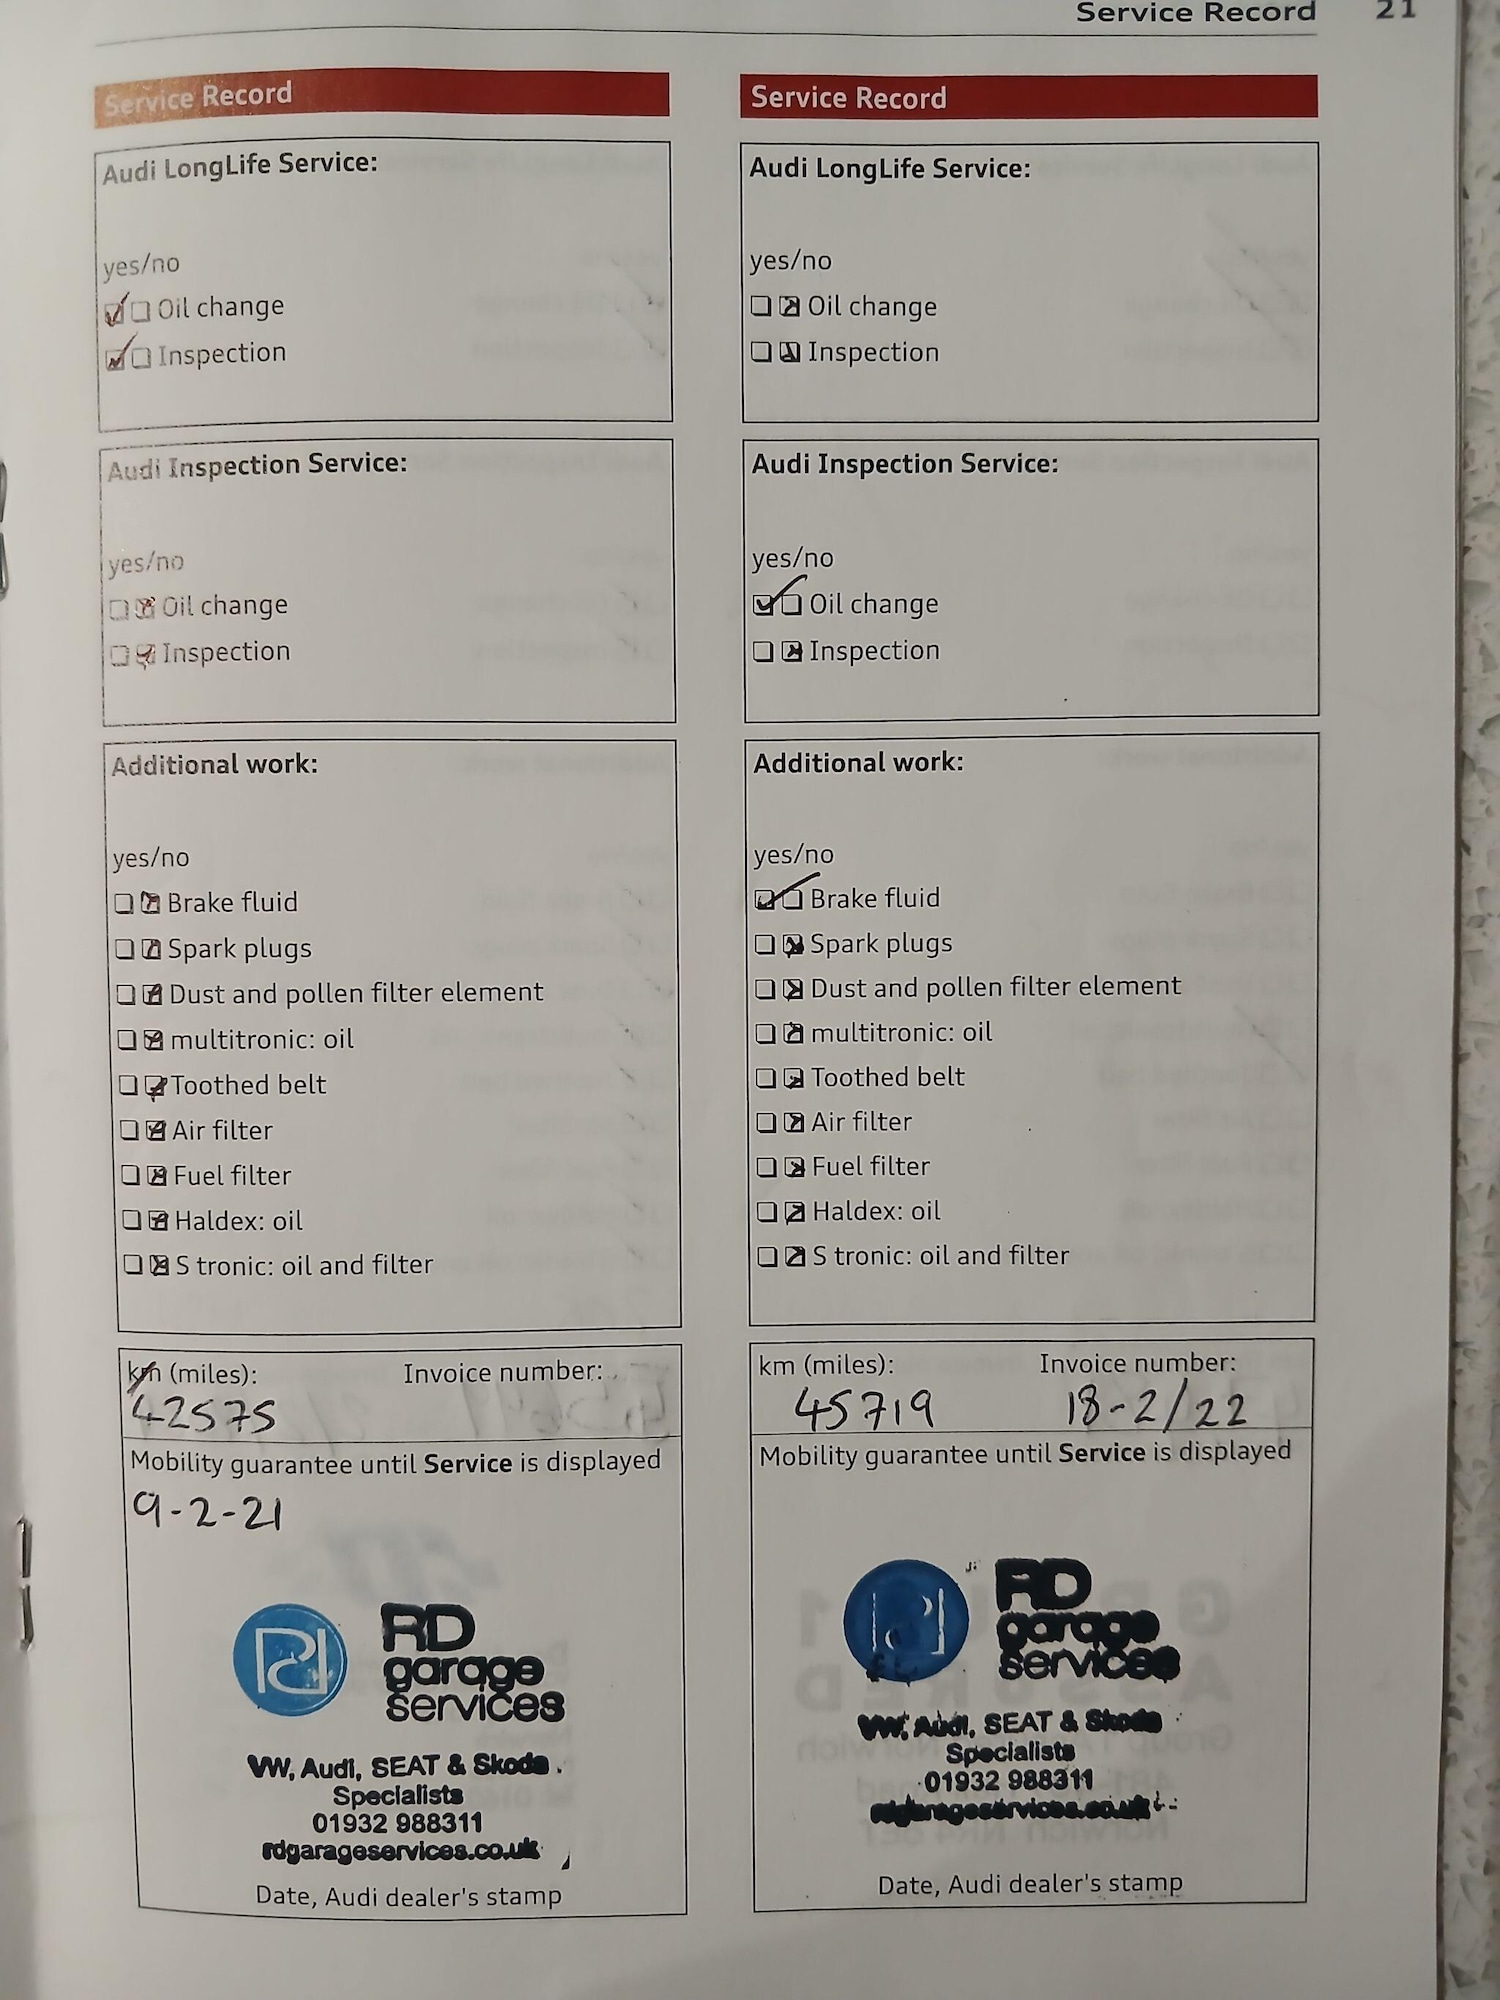 Service Record 21
Service Record
Audi LongLife Service:
yes/no
Oil change
Inspection
Audi Inspection Service:
yes/no
Oil change
Inspection
Additional work:
yes/no
Brake fluid
Spark plugs
Dust and pollen filter element
multitronic: oil
Toothed belt
Air filter
Fuel filter
Haldex: oil
S tronic: oil and filter
km (miles): Invoice number:
42575
Mobility guarantee until Service is displayed
9-2-21
RD
garage
services
VW, Audi, SEAT & Skoda
Specialists
01932 988311
rdgarageservices.co.uk
Date, Audi dealer's stamp
Service Record
Audi LongLife Service:
yes/no
Oil change
Inspection
Audi Inspection Service:
yes/no
Oil change
Inspection
Additional work:
yes/no
Brake fluid
Spark plugs
Dust and pollen filter element
multitronic: oil
Toothed belt
Air filter
Fuel filter
Haldex: oil
S tronic: oil and filter
km (miles): Invoice number:
45719 18-2/22
Mobility guarantee until Service is displayed
RD
garage
services
VW, Audi, SEAT & Skoda
Specialists
01932 988311
rdgarageservices.co.uk
Date, Audi dealer's stamp